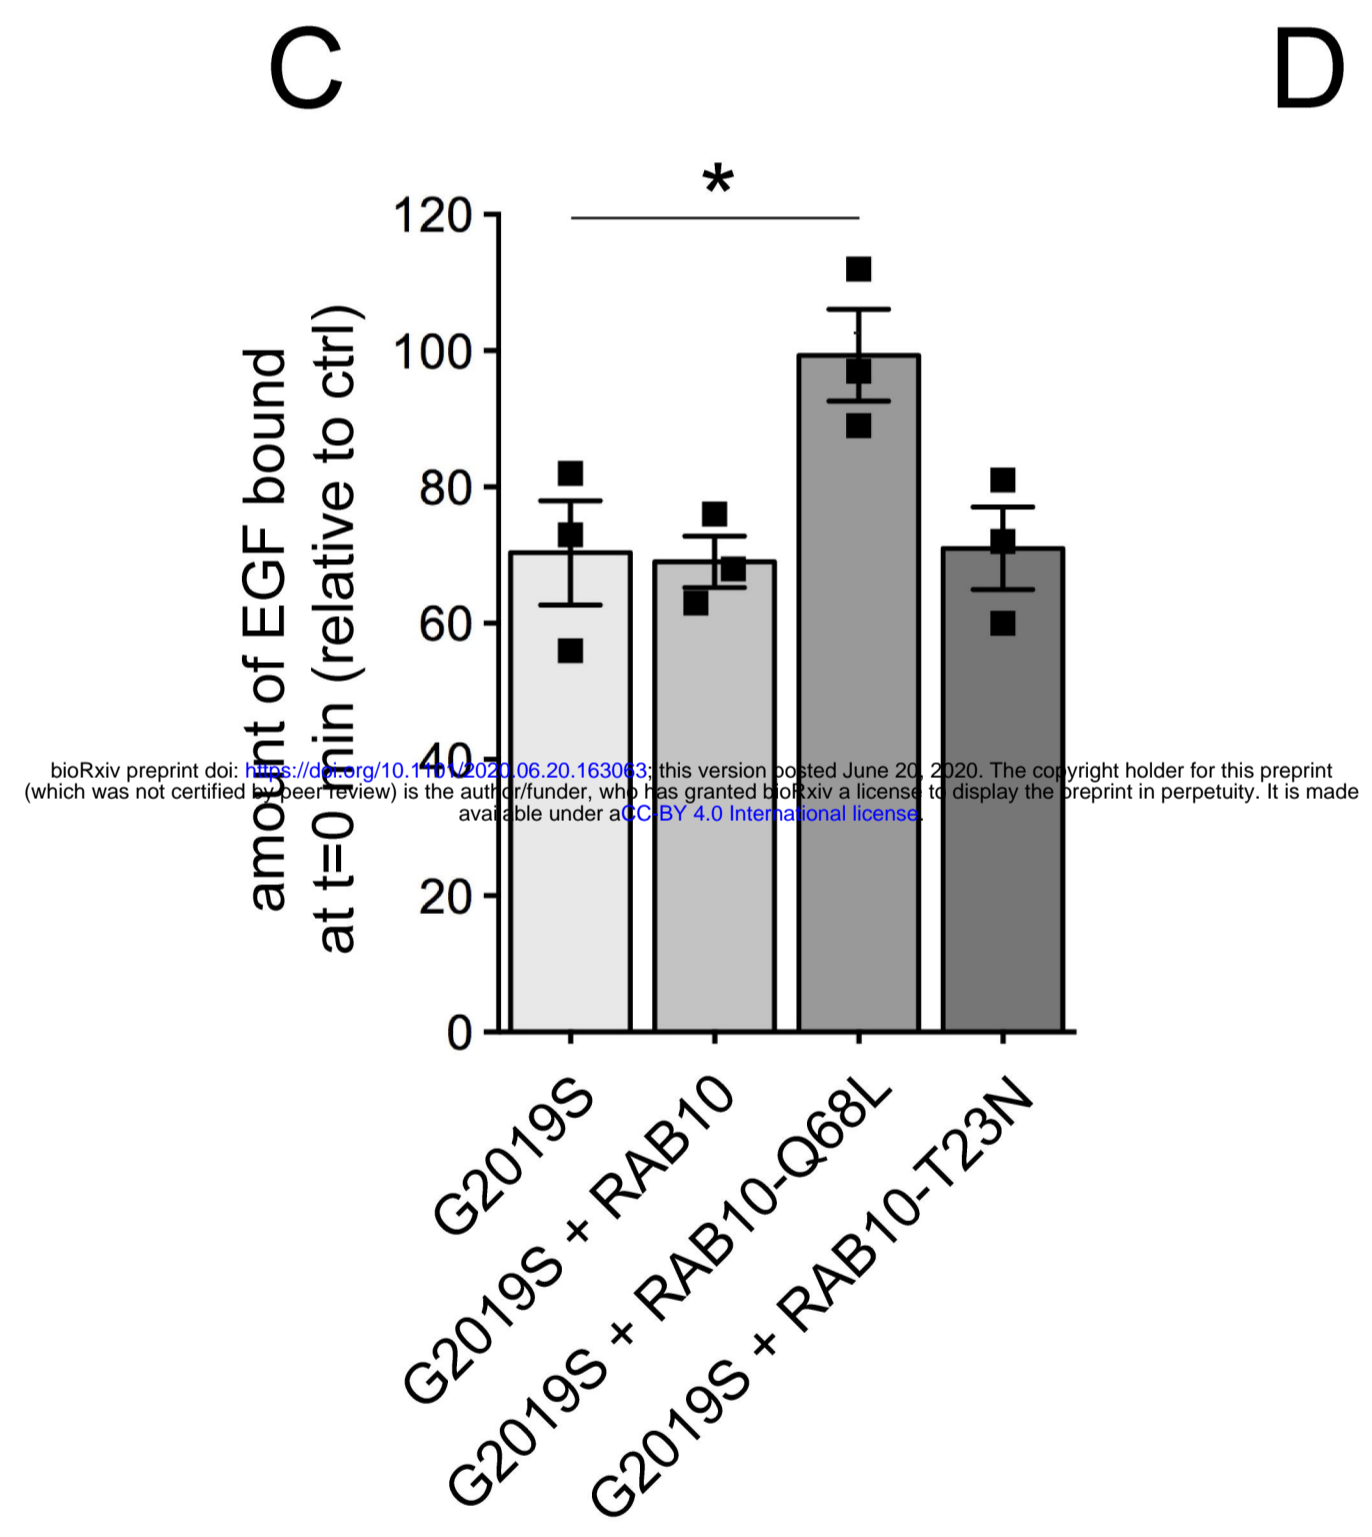 C
D
*
120
100
80
60
40
20
0
amount of EGF bound
at t=0 min (relative to ctrl)
bioRxiv preprint doi: https://doi.org/10.1101/2020.06.20.163063; this version posted June 20, 2020. The copyright holder for this preprint
(which was not certified by peer review) is the author/funder, who has granted bioRxiv a license to display the preprint in perpetuity. It is made
available under aCC-BY 4.0 International license.
G2019S
G2019S + RAB10
G2019S + RAB10-Q68L
G2019S + RAB10-T23N